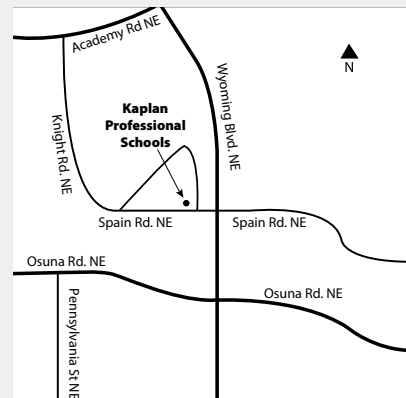 Academy Rd NE
Wyoming Blvd. NE
N
Kaplan
Professional
Schools
Knight Rd. NE
Spain Rd. NE
Spain Rd. NE
Osuna Rd. NE
Osuna Rd. NE
Pennsylvania St NE